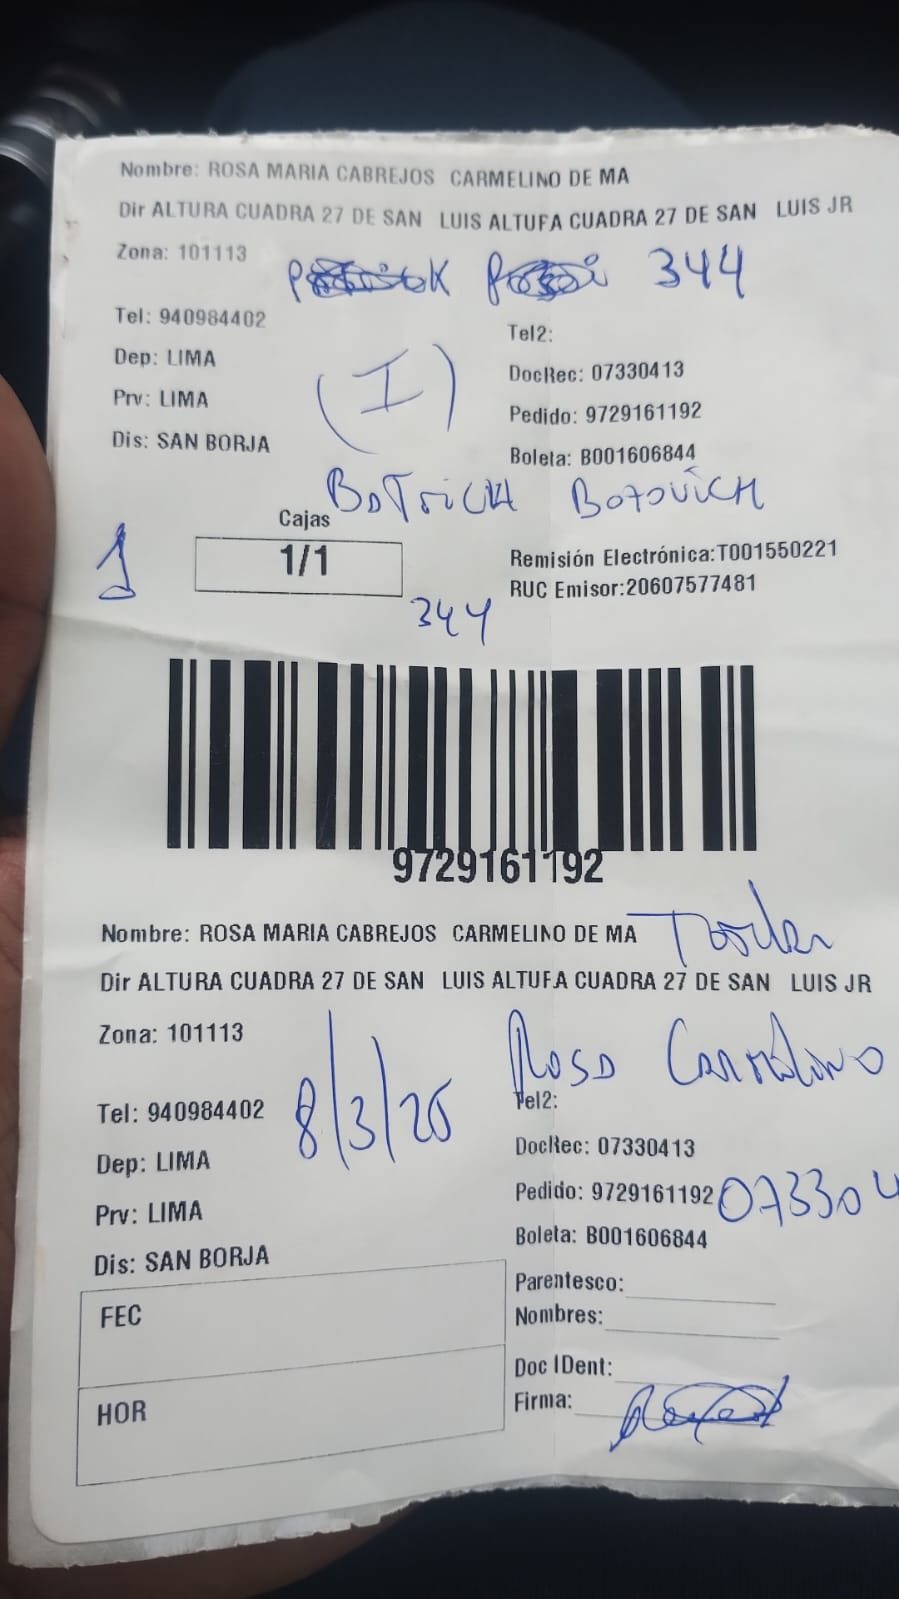 Nombre: ROSA MARIA CABREJOS CARMELINO DE MA
Dir ALTURA CUADRA 27 DE SAN LUIS ALTUFA CUADRA 27 DE SAN LUIS JR
Zona: 101113
344
Tel: 940984402
Tel2:
Dep: LIMA
(I)
DocRec: 07330413
Prv: LIMA
Pedido: 9729161192
Dis: SAN BORJA
Boleta: B001606844
Cajas
1
1/1
Remisión Electrónica:T001550221
RUC Emisor:20607577481
344
9729161192
Nombre: ROSA MARIA CABREJOS CARMELINO DE MA
Dir ALTURA CUADRA 27 DE SAN LUIS ALTUFA CUADRA 27 DE SAN LUIS JR
Zona: 101113
Rosa Carmelino
Tel: 940984402
8/3/25
Tel2:
Dep: LIMA
DocRec: 07330413
Prv: LIMA
Pedido: 9729161192
073304
Dis: SAN BORJA
Boleta: B001606844
FEC
Parentesco:
Nombres:
Doc IDent:
HOR
Firma: